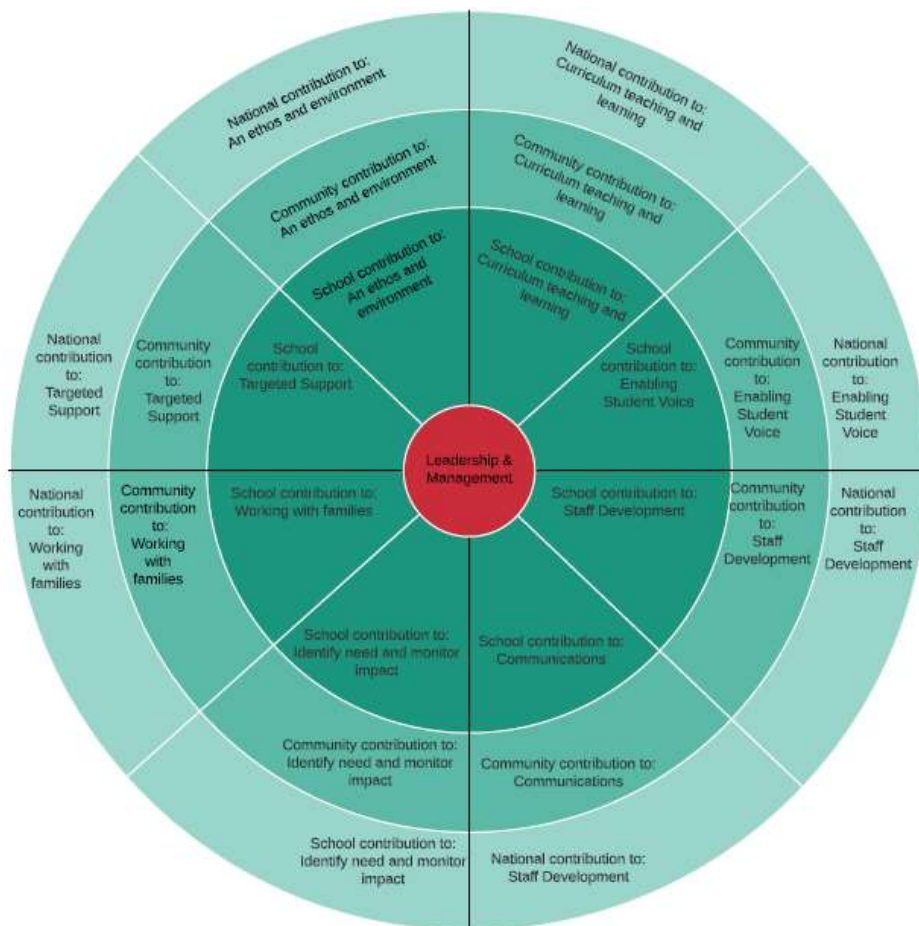 National contribution to:
An ethos and environment
National contribution to:
Curriculum teaching and
learning
Community contribution to:
An ethos and environment
Community contribution to:
Curriculum teaching and
learning
School contribution to:
An ethos and
environment
School contribution to:
Curriculum teaching and
learning
National
contribution
to:
Targeted
Support
Community
contribution
to:
Targeted
Support
School
contribution to:
Targeted Support
School
contribution to:
Enabling
Student Voice
Community
contribution
to:
Enabling
Student
Voice
National
contribution to:
Enabling
Student
Voice
Leadership &
Management
National
contribution
to:
Working
with
families
Community
contribution
to:
Working
with
families
School contribution to:
Working with families
School contribution to:
Staff Development
Community
contribution
to:
Staff
Development
National
contribution
to:
Staff
Development
School contribution to:
Identify need and monitor
impact
School contribution to:
Communications
Community contribution to:
Identify need and monitor
impact
Community contribution to:
Communications
School contribution to:
Identify need and monitor
impact
National contribution to:
Staff Development